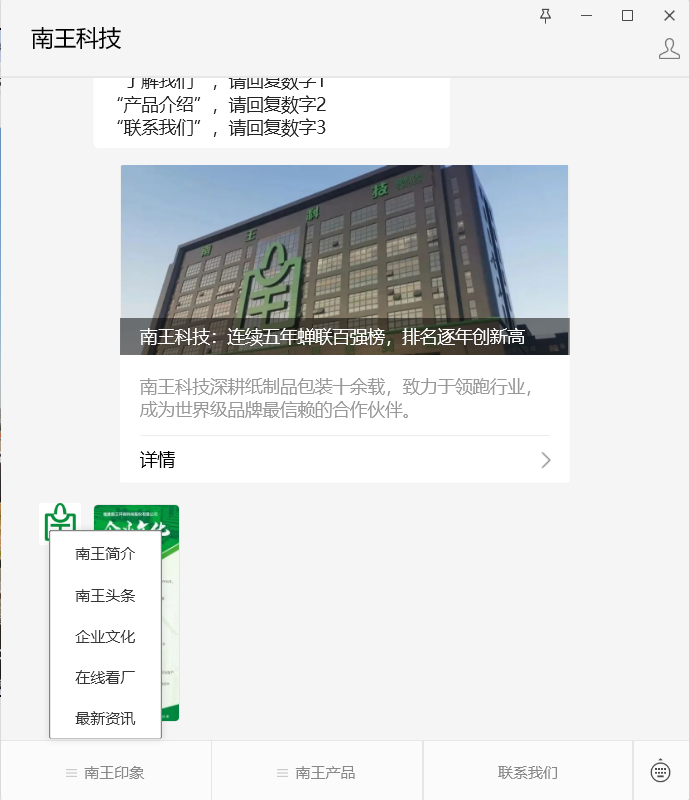 南王科技
“了解我们”，请回复数字1
“产品介绍”，请回复数字2
“联系我们”，请回复数字3
南王科技
南王科技：连续五年蝉联百强榜，排名逐年创新高
南王科技深耕纸制品包装十余载，致力于领跑行业，
成为世界级品牌最信赖的合作伙伴。
详情
企业文化
南王简介
南王头条
企业文化
在线看厂
最新资讯
南王印象
南王产品
联系我们